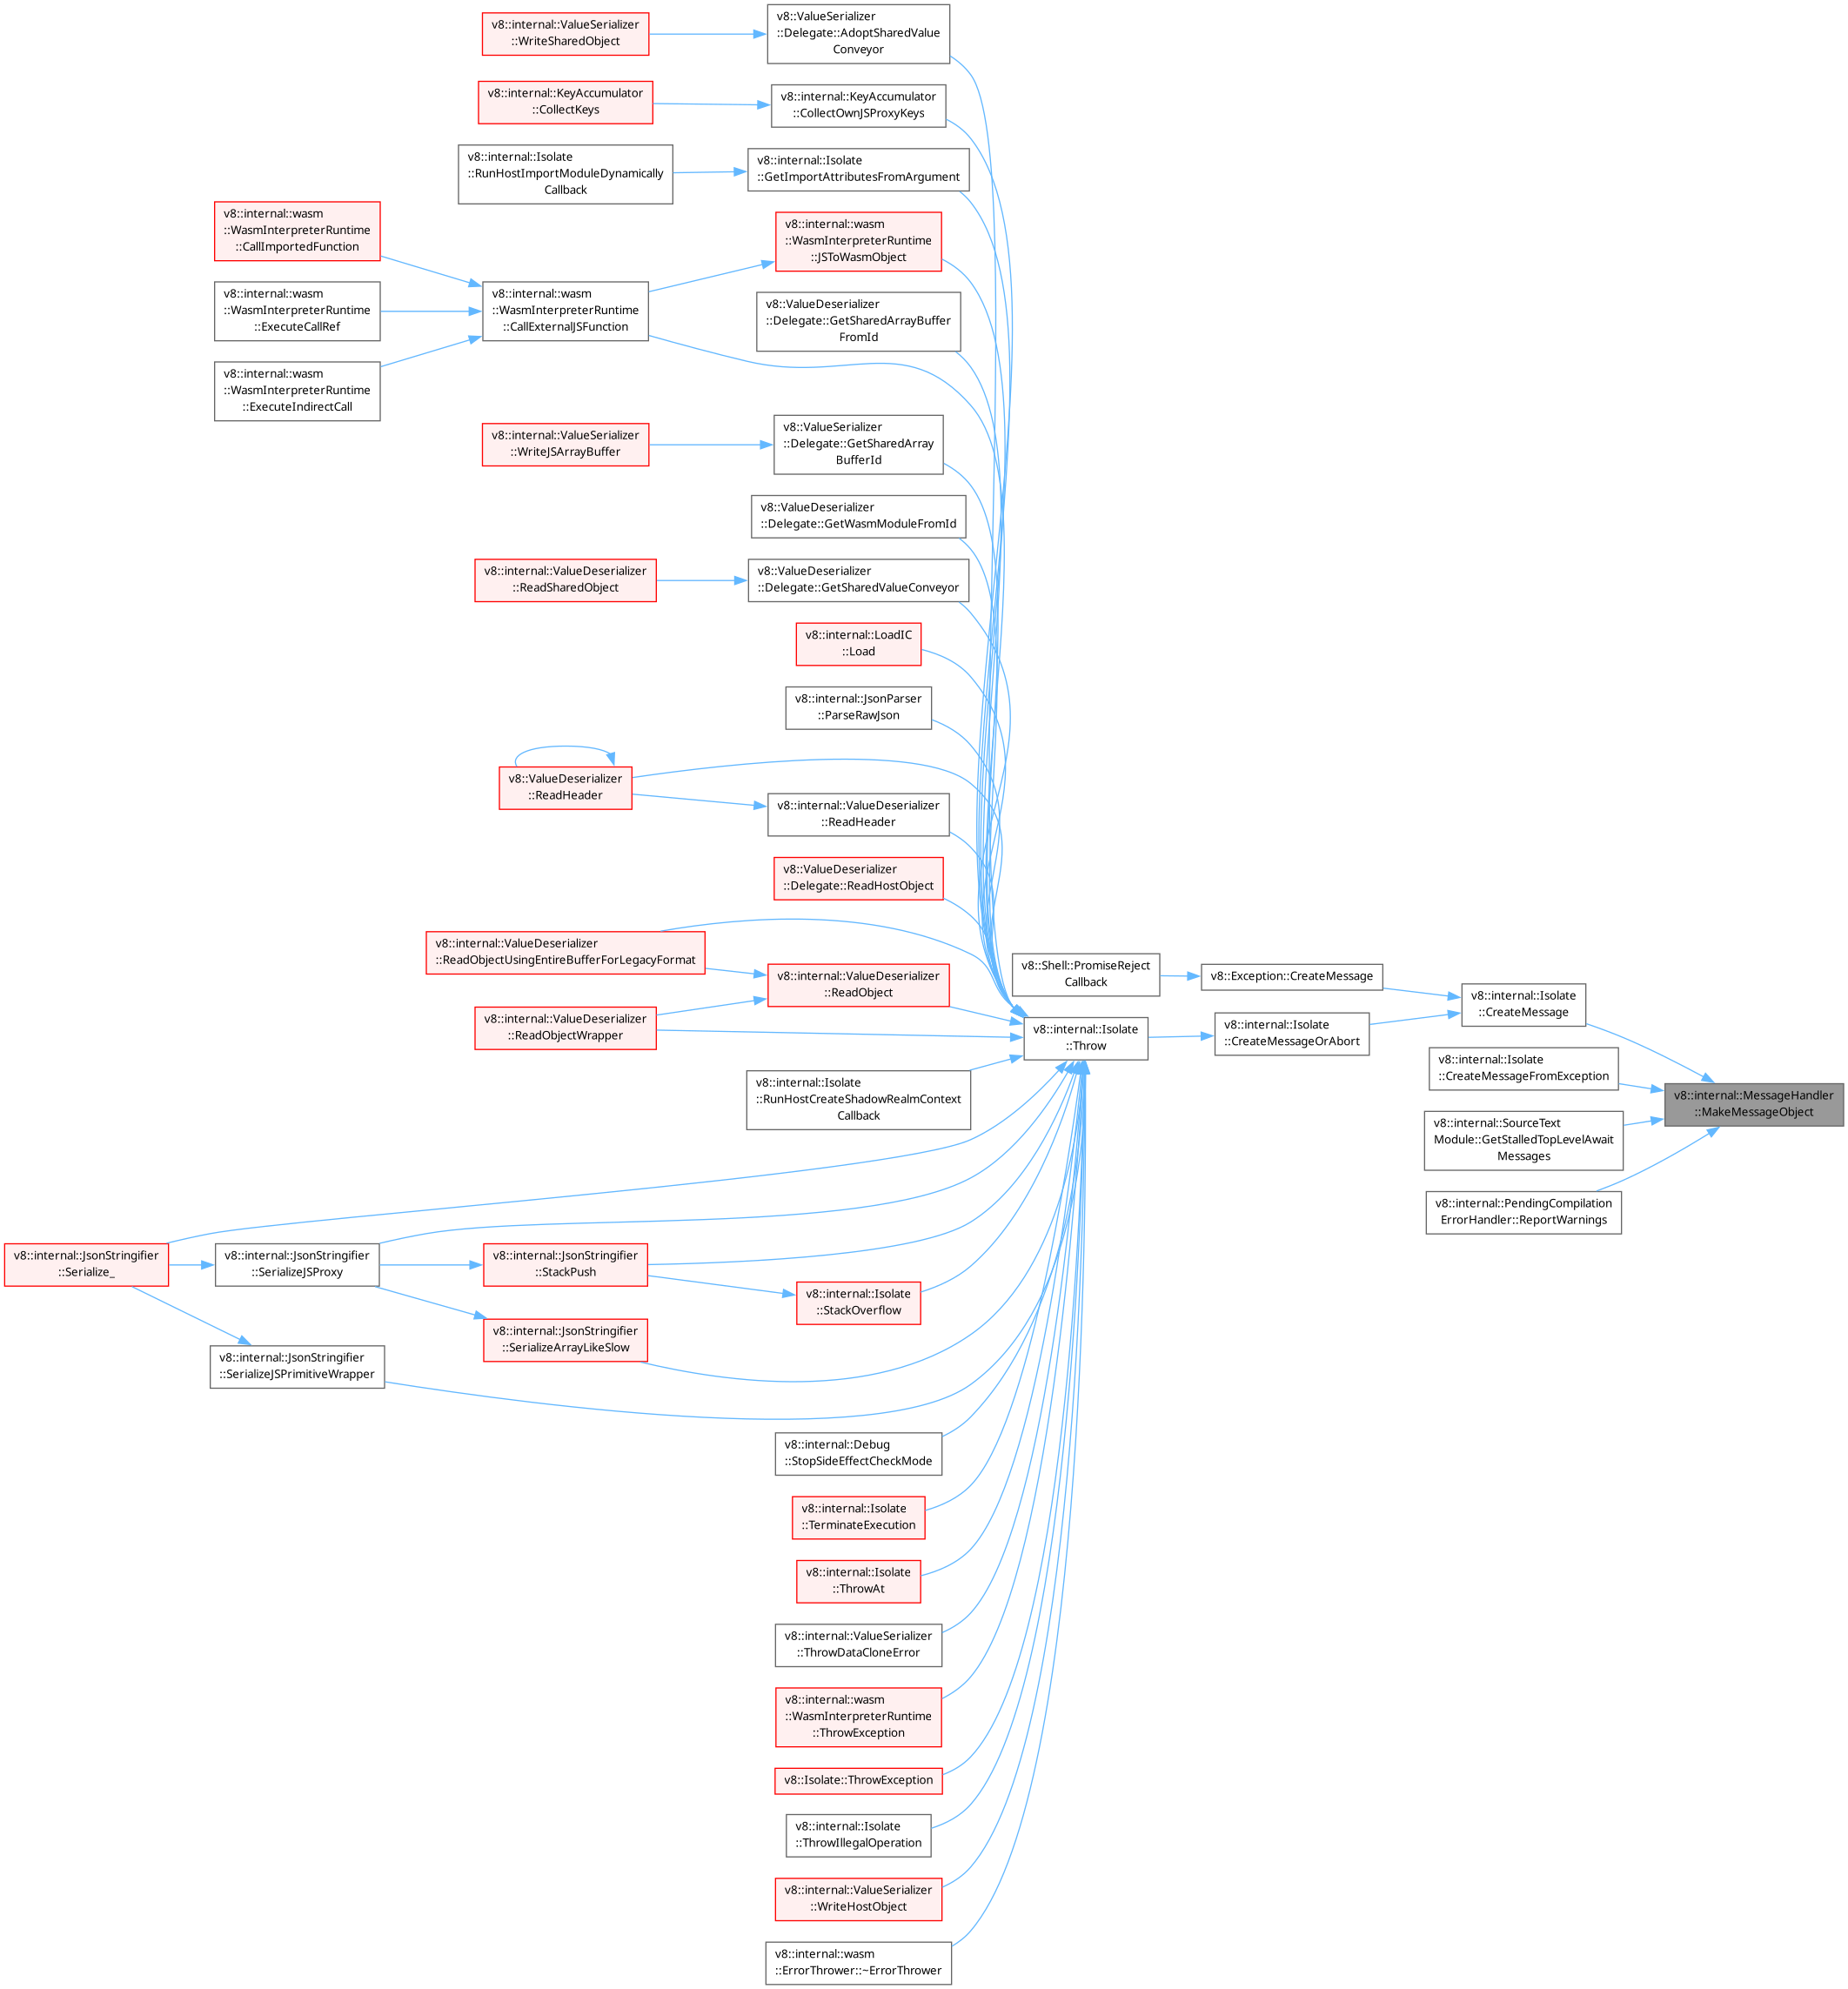 v8::internal::ValueSerializer
::WriteSharedObject
v8::ValueSerializer
::Delegate::AdoptSharedValue
Conveyor
v8::internal::KeyAccumulator
::CollectKeys
v8::internal::KeyAccumulator
::CollectOwnJSProxyKeys
v8::internal::Isolate
::RunHostImportModuleDynamically
Callback
v8::internal::Isolate
::GetImportAttributesFromArgument
v8::internal::wasm
::WasmInterpreterRuntime
::CallImportedFunction
v8::internal::wasm
::WasmInterpreterRuntime
::JSToWasmObject
v8::internal::wasm
::WasmInterpreterRuntime
::ExecuteCallRef
v8::internal::wasm
::WasmInterpreterRuntime
::CallExternalJSFunction
v8::ValueDeserializer
::Delegate::GetSharedArrayBuffer
FromId
v8::internal::wasm
::WasmInterpreterRuntime
::ExecuteIndirectCall
v8::internal::ValueSerializer
::WriteJSArrayBuffer
v8::ValueSerializer
::Delegate::GetSharedArray
BufferId
v8::ValueDeserializer
::Delegate::GetWasmModuleFromId
v8::internal::ValueDeserializer
::ReadSharedObject
v8::ValueDeserializer
::Delegate::GetSharedValueConveyor
v8::internal::LoadIC
::Load
v8::internal::JsonParser
::ParseRawJson
v8::ValueDeserializer
::ReadHeader
v8::internal::ValueDeserializer
::ReadHeader
v8::ValueDeserializer
::Delegate::ReadHostObject
v8::internal::ValueDeserializer
::ReadObjectUsingEntireBufferForLegacyFormat
v8::internal::ValueDeserializer
::ReadObject
v8::internal::ValueDeserializer
::ReadObjectWrapper
v8::Shell::PromiseReject
Callback
v8::Exception::CreateMessage
v8::internal::Isolate
::CreateMessage
v8::internal::Isolate
::Throw
v8::internal::Isolate
::CreateMessageOrAbort
v8::internal::Isolate
::CreateMessageFromException
v8::internal::MessageHandler
::MakeMessageObject
v8::internal::SourceText
Module::GetStalledTopLevelAwait
Messages
v8::internal::PendingCompilation
ErrorHandler::ReportWarnings
v8::internal::Isolate
::RunHostCreateShadowRealmContext
Callback
v8::internal::JsonStringifier
::Serialize_
v8::internal::JsonStringifier
::SerializeJSProxy
v8::internal::JsonStringifier
::StackPush
v8::internal::Isolate
::StackOverflow
v8::internal::JsonStringifier
::SerializeArrayLikeSlow
v8::internal::JsonStringifier
::SerializeJSPrimitiveWrapper
v8::internal::Debug
::StopSideEffectCheckMode
v8::internal::Isolate
::TerminateExecution
v8::internal::Isolate
::ThrowAt
v8::internal::ValueSerializer
::ThrowDataCloneError
v8::internal::wasm
::WasmInterpreterRuntime
::ThrowException
v8::Isolate::ThrowException
v8::internal::Isolate
::ThrowIllegalOperation
v8::internal::ValueSerializer
::WriteHostObject
v8::internal::wasm
::ErrorThrower::~ErrorThrower